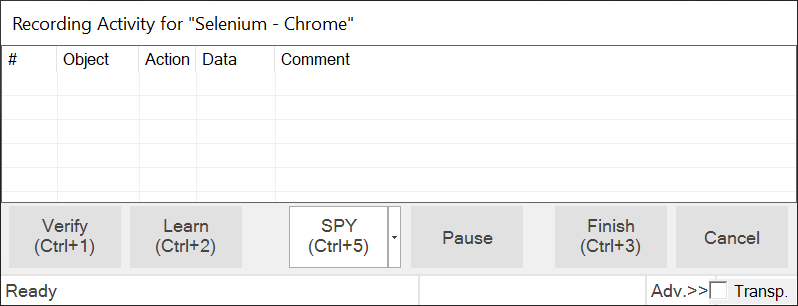 Recording Activity for "Selenium - Chrome"
# Object Action Data Comment
Verify
(Ctrl+1)
Learn
(Ctrl+2)
SPY
(Ctrl+5)
Pause
Finish
(Ctrl+3)
Cancel
Ready
Adv.>>
Transp.